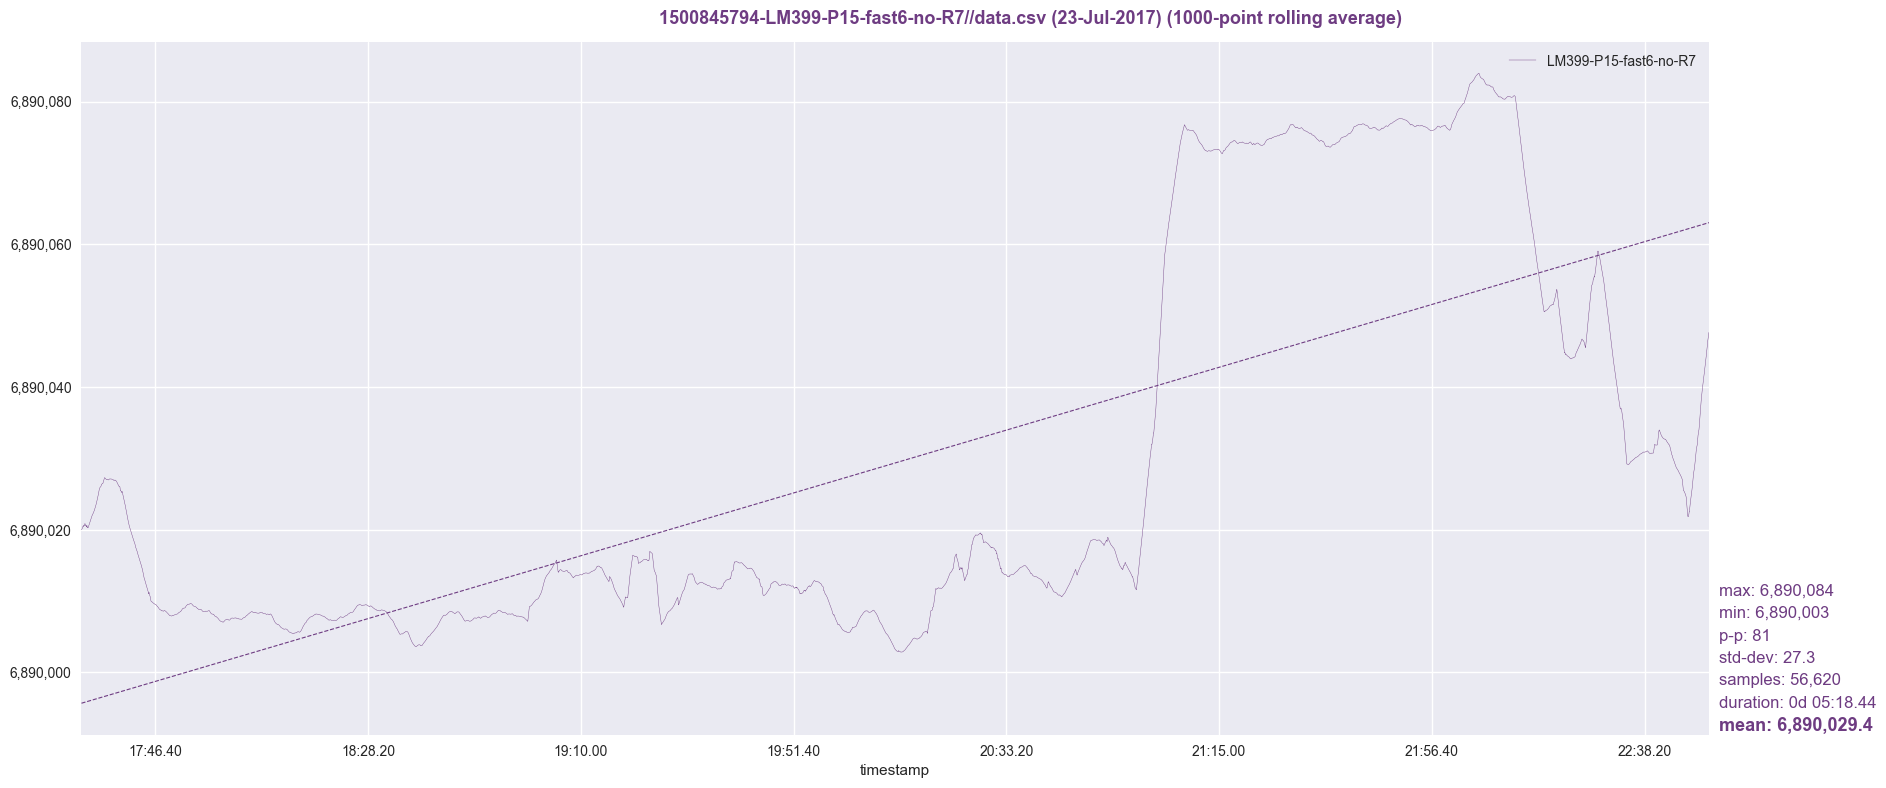 1500845794-LM399-P15-fast6-no-R7//data.csv (23-Jul-2017) (1000-point rolling average)
LM399-P15-fast6-no-R7
6,890,080
6,890,060
6,890,040
6,890,020
6,890,000
max: 6,890,084
min: 6,890,003
p-p: 81
std-dev: 27.3
samples: 56,620
duration: 0d 05:18.44
mean: 6,890,029.4
17:46.40 18:28.20 19:10.00 19:51.40 20:33.20 21:15.00 21:56.40 22:38.20
timestamp